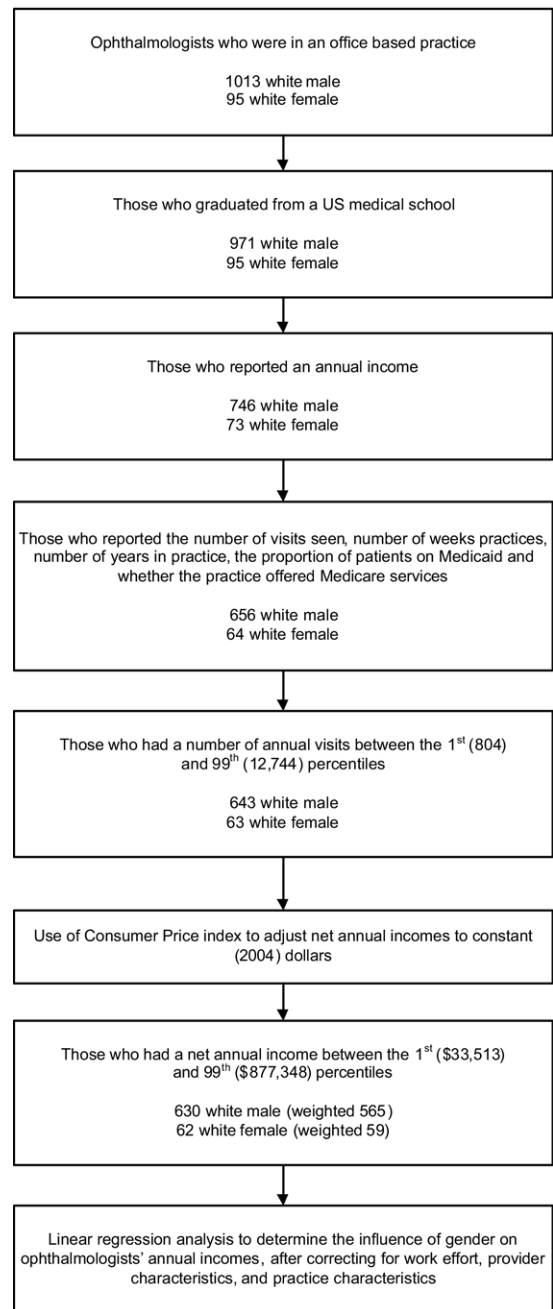 Ophthalmologists who were in an office based practice
1013 white male
95 white female
Those who graduated from a US medical school
971 white male
95 white female
Those who reported an annual income
746 white male
73 white female
Those who reported the number of visits seen, number of weeks practices,
number of years in practice, the proportion of patients on Medicaid and
whether the practice offered Medicare services
656 white male
64 white female
Those who had a number of annual visits between the 1st (804)
and 99th (12,744) percentiles
643 white male
63 white female
Use of Consumer Price index to adjust net annual incomes to constant
(2004) dollars
Those who had a net annual income between the 1st ($33,513)
and 99th ($877,348) percentiles
630 white male (weighted 565)
62 white female (weighted 59)
Linear regression analysis to determine the influence of gender on
ophthalmologists' annual incomes, after correcting for work effort, provider
characteristics, and practice characteristics